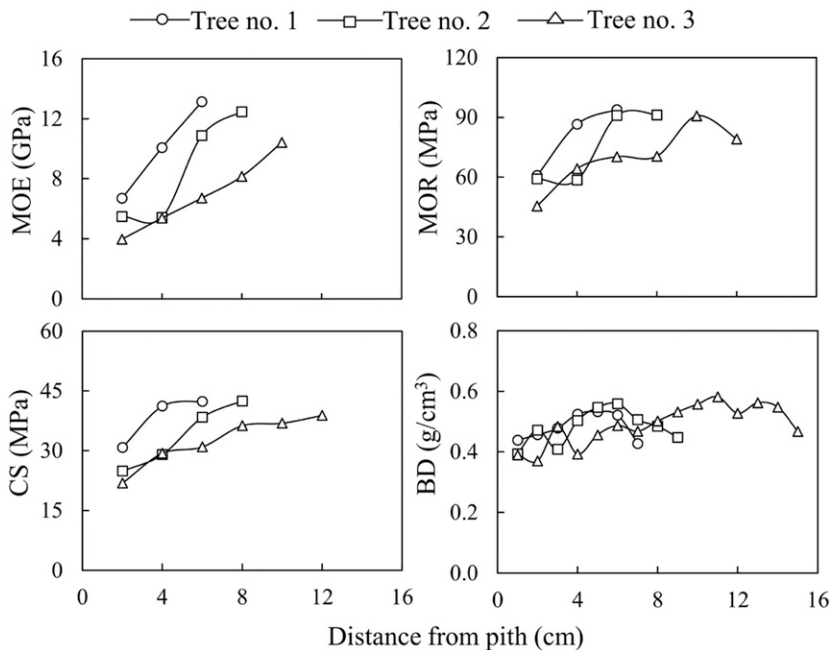 Tree no. 1 Tree no. 2 Tree no. 3
MOE (GPa)
16
12
8
4
0
MOR (MPa)
120
90
60
30
0
CS (MPa)
60
45
30
15
0
0 4 8 12 16
BD (g/cm³)
0.8
0.6
0.4
0.2
0.0
0 4 8 12 16
Distance from pith (cm)